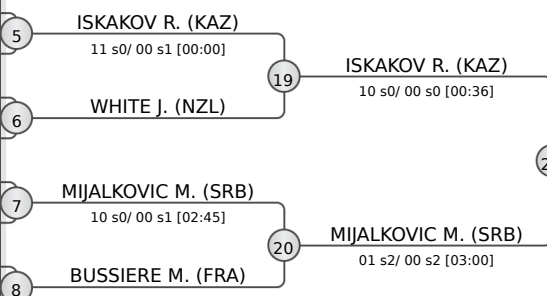 5
ISKAKOV R. (KAZ)
11 s0/ 00 s1 [00:00]
19
ISKAKOV R. (KAZ)
10 s0/ 00 s0 [00:36]
6
WHITE J. (NZL)
7
MIJALKOVIC M. (SRB)
10 s0/ 00 s1 [02:45]
20
MIJALKOVIC M. (SRB)
01 s2/ 00 s2 [03:00]
8
BUSSIERE M. (FRA)